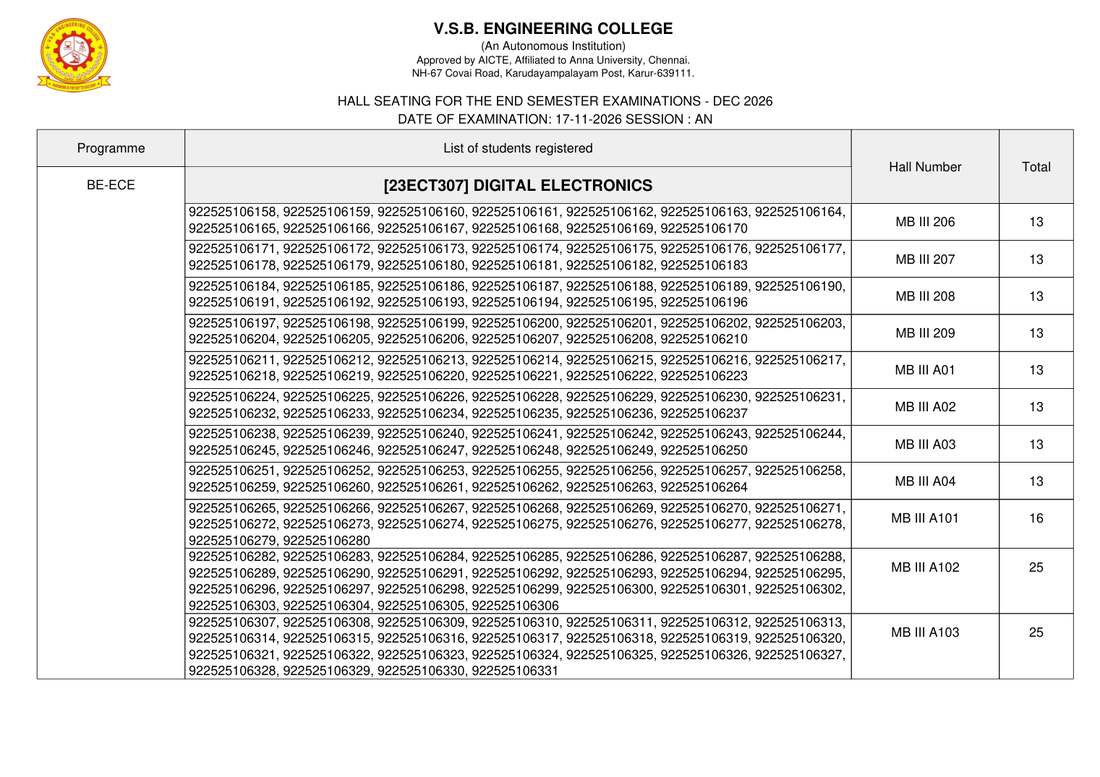 V.S.B. ENGINEERING COLLEGE
(An Autonomous Institution)
Approved by AICTE, Affiliated to Anna University, Chennai.
NH-67 Covai Road, Karudayampalayam Post, Karur-639111.
HALL SEATING FOR THE END SEMESTER EXAMINATIONS - DEC 2026
DATE OF EXAMINATION: 17-11-2026 SESSION : AN
Programme List of students registered Hall Number Total
BE-ECE [23ECT307] DIGITAL ELECTRONICS
922525106158, 922525106159, 922525106160, 922525106161, 922525106162, 922525106163, 922525106164,
922525106165, 922525106166, 922525106167, 922525106168, 922525106169, 922525106170
MB III 206 13
922525106171, 922525106172, 922525106173, 922525106174, 922525106175, 922525106176, 922525106177,
922525106178, 922525106179, 922525106180, 922525106181, 922525106182, 922525106183
MB III 207 13
922525106184, 922525106185, 922525106186, 922525106187, 922525106188, 922525106189, 922525106190,
922525106191, 922525106192, 922525106193, 922525106194, 922525106195, 922525106196
MB III 208 13
922525106197, 922525106198, 922525106199, 922525106200, 922525106201, 922525106202, 922525106203,
922525106204, 922525106205, 922525106206, 922525106207, 922525106208, 922525106210
MB III 209 13
922525106211, 922525106212, 922525106213, 922525106214, 922525106215, 922525106216, 922525106217,
922525106218, 922525106219, 922525106220, 922525106221, 922525106222, 922525106223
MB III A01 13
922525106224, 922525106225, 922525106226, 922525106228, 922525106229, 922525106230, 922525106231,
922525106232, 922525106233, 922525106234, 922525106235, 922525106236, 922525106237
MB III A02 13
922525106238, 922525106239, 922525106240, 922525106241, 922525106242, 922525106243, 922525106244,
922525106245, 922525106246, 922525106247, 922525106248, 922525106249, 922525106250
MB III A03 13
922525106251, 922525106252, 922525106253, 922525106255, 922525106256, 922525106257, 922525106258,
922525106259, 922525106260, 922525106261, 922525106262, 922525106263, 922525106264
MB III A04 13
922525106265, 922525106266, 922525106267, 922525106268, 922525106269, 922525106270, 922525106271,
922525106272, 922525106273, 922525106274, 922525106275, 922525106276, 922525106277, 922525106278,
922525106279, 922525106280
MB III A101 16
922525106282, 922525106283, 922525106284, 922525106285, 922525106286, 922525106287, 922525106288,
922525106289, 922525106290, 922525106291, 922525106292, 922525106293, 922525106294, 922525106295,
922525106296, 922525106297, 922525106298, 922525106299, 922525106300, 922525106301, 922525106302,
922525106303, 922525106304, 922525106305, 922525106306
MB III A102 25
922525106307, 922525106308, 922525106309, 922525106310, 922525106311, 922525106312, 922525106313,
922525106314, 922525106315, 922525106316, 922525106317, 922525106318, 922525106319, 922525106320,
922525106321, 922525106322, 922525106323, 922525106324, 922525106325, 922525106326, 922525106327,
922525106328, 922525106329, 922525106330, 922525106331
MB III A103 25